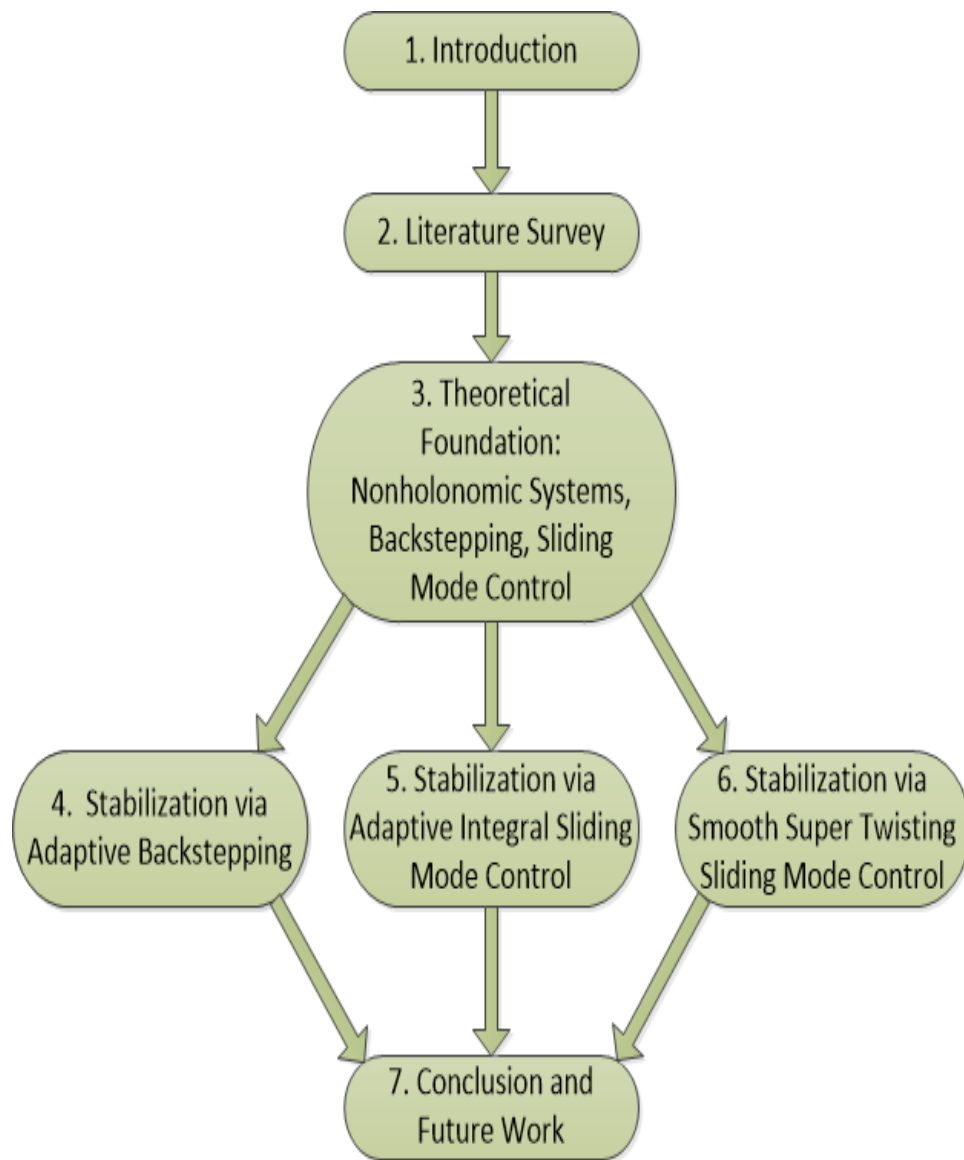 1. Introduction
2. Literature Survey
3. Theoretical
Foundation:
Nonholonomic Systems,
Backstepping, Sliding
Mode Control
4. Stabilization via
Adaptive Backstepping
5. Stabilization via
Adaptive Integral Sliding
Mode Control
6. Stabilization via
Smooth Super Twisting
Sliding Mode Control
7. Conclusion and
Future Work